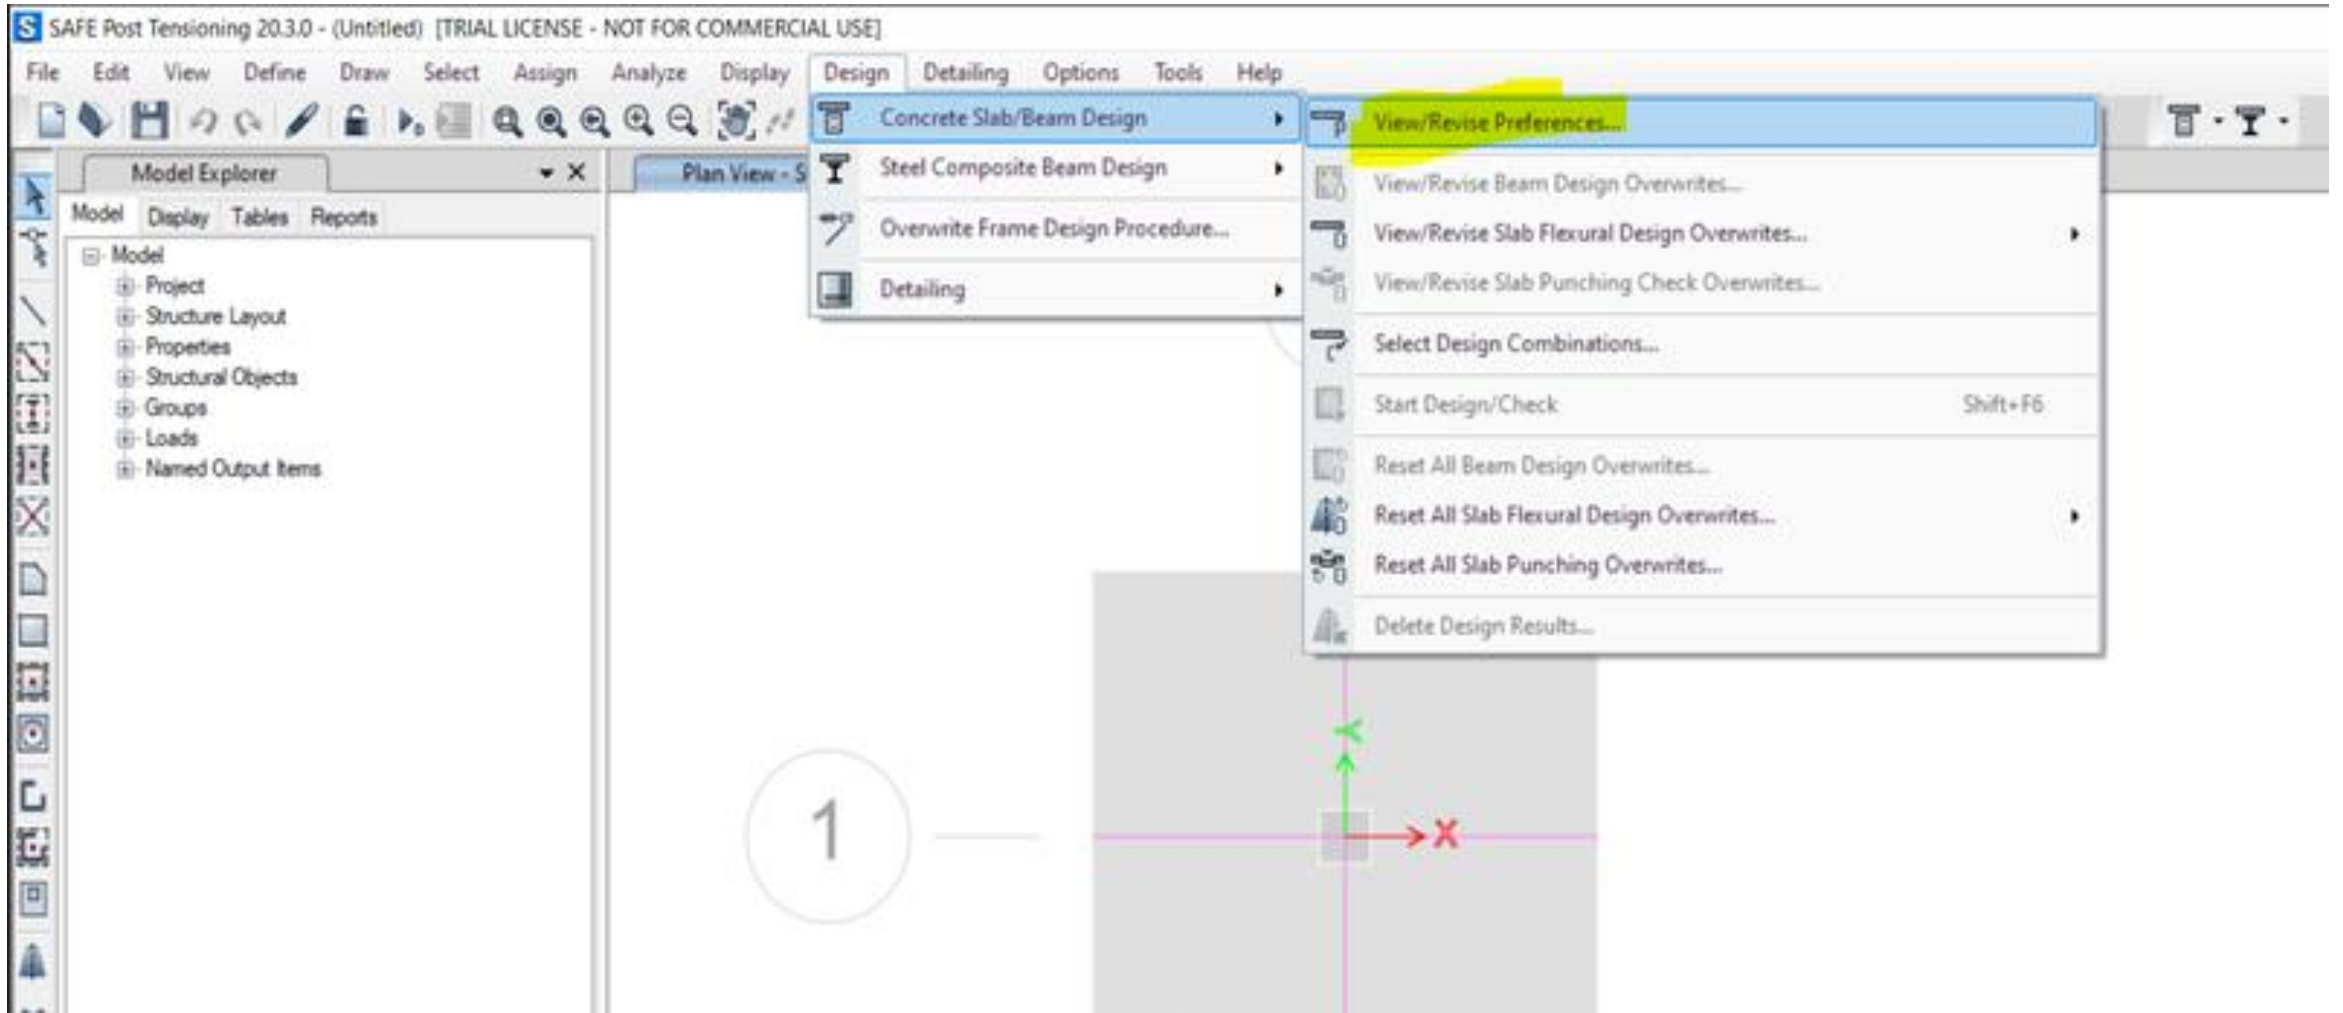 SAFE Post Tensioning 20.3.0 - (Untitled) [TRIAL LICENSE - NOT FOR COMMERCIAL USE]
File Edit View Define Draw Select Assign Analyze Display Design Detailing Options Tools Help
Model Explorer
Model Display Tables Reports
Model
Project
Structure Layout
Properties
Structural Objects
Groups
Loads
Named Output Items
Plan View - S
Concrete Slab/Beam Design
Steel Composite Beam Design
Overwrite Frame Design Procedure...
Detailing
View/Revise Preferences...
View/Revise Beam Design Overwrites...
View/Revise Slab Flexural Design Overwrites...
View/Revise Slab Punching Check Overwrites...
Select Design Combinations...
Start Design/Check Shift+F6
Reset All Beam Design Overwrites...
Reset All Slab Flexural Design Overwrites...
Reset All Slab Punching Overwrites...
Delete Design Results...
Y
1
X